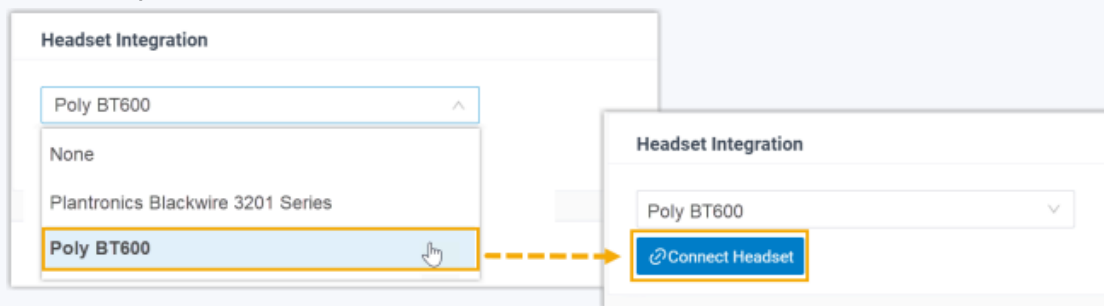 Headset Integration
Poly BT600
None
Plantronics Blackwire 3201 Series
Poly BT600
Headset Integration
Poly BT600
Connect Headset